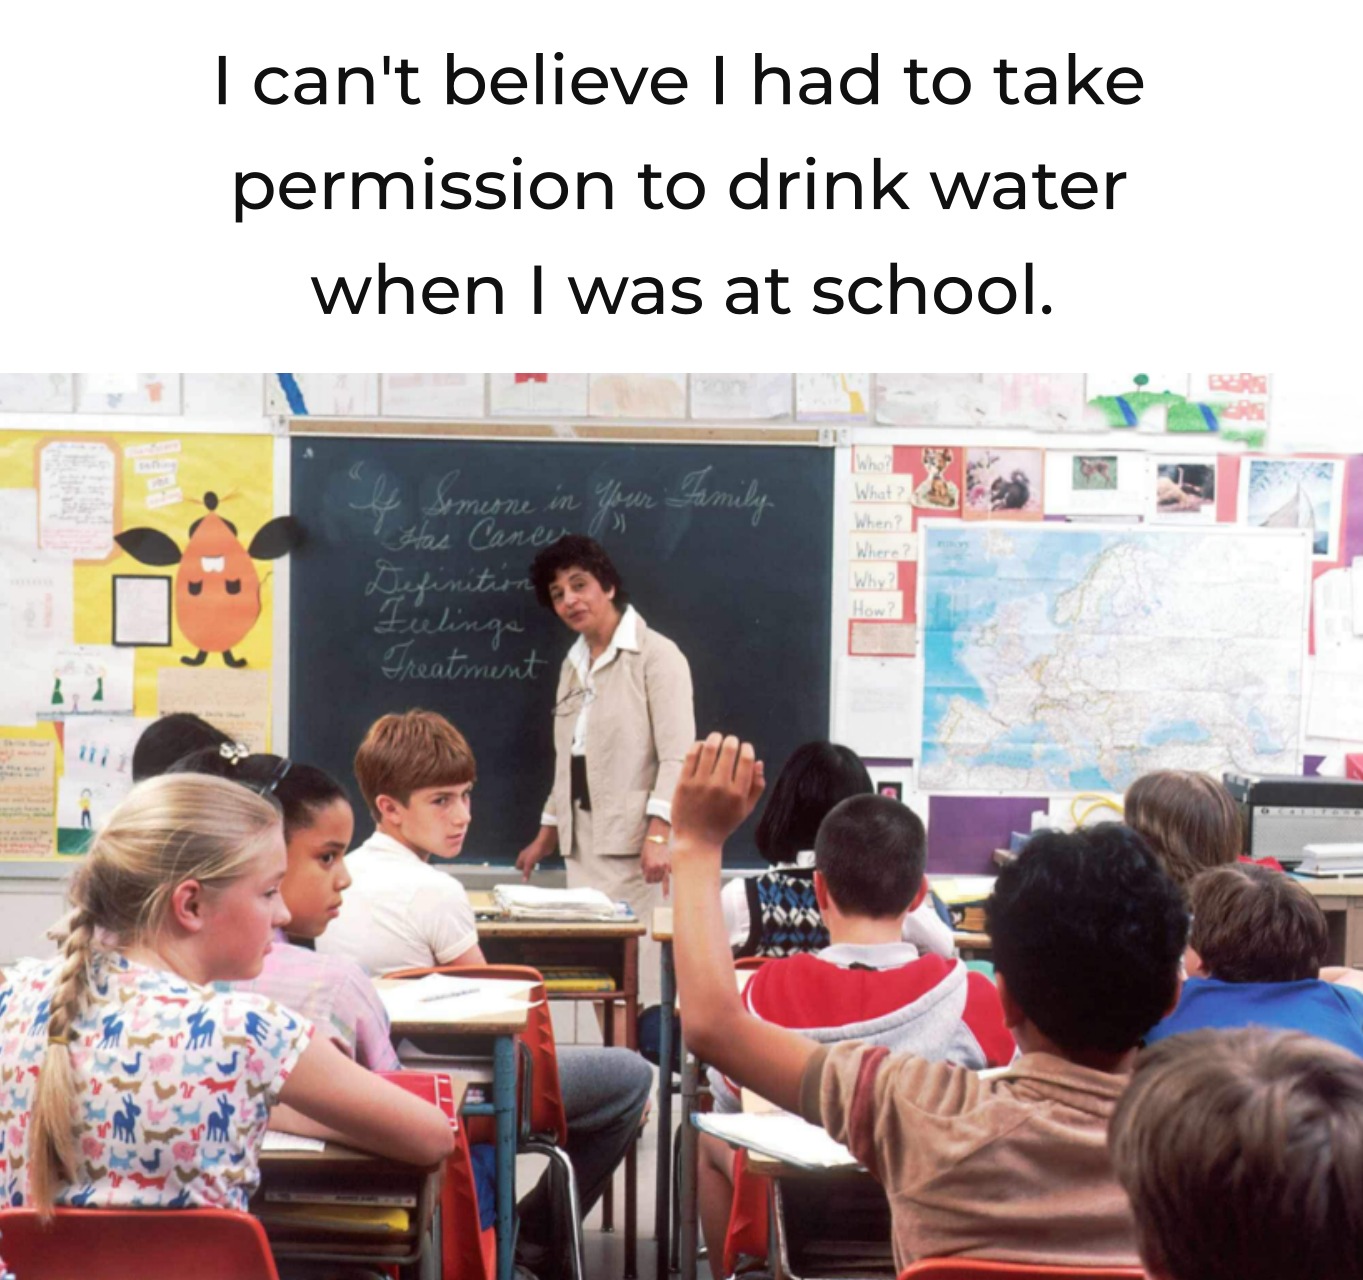 I can't believe I had to take
permission to drink water
when I was at school.
"If Someone in Your Family
Has Cancer"
Definition
Feelings
Treatment
Who?
What?
When?
Where?
Why?
How?